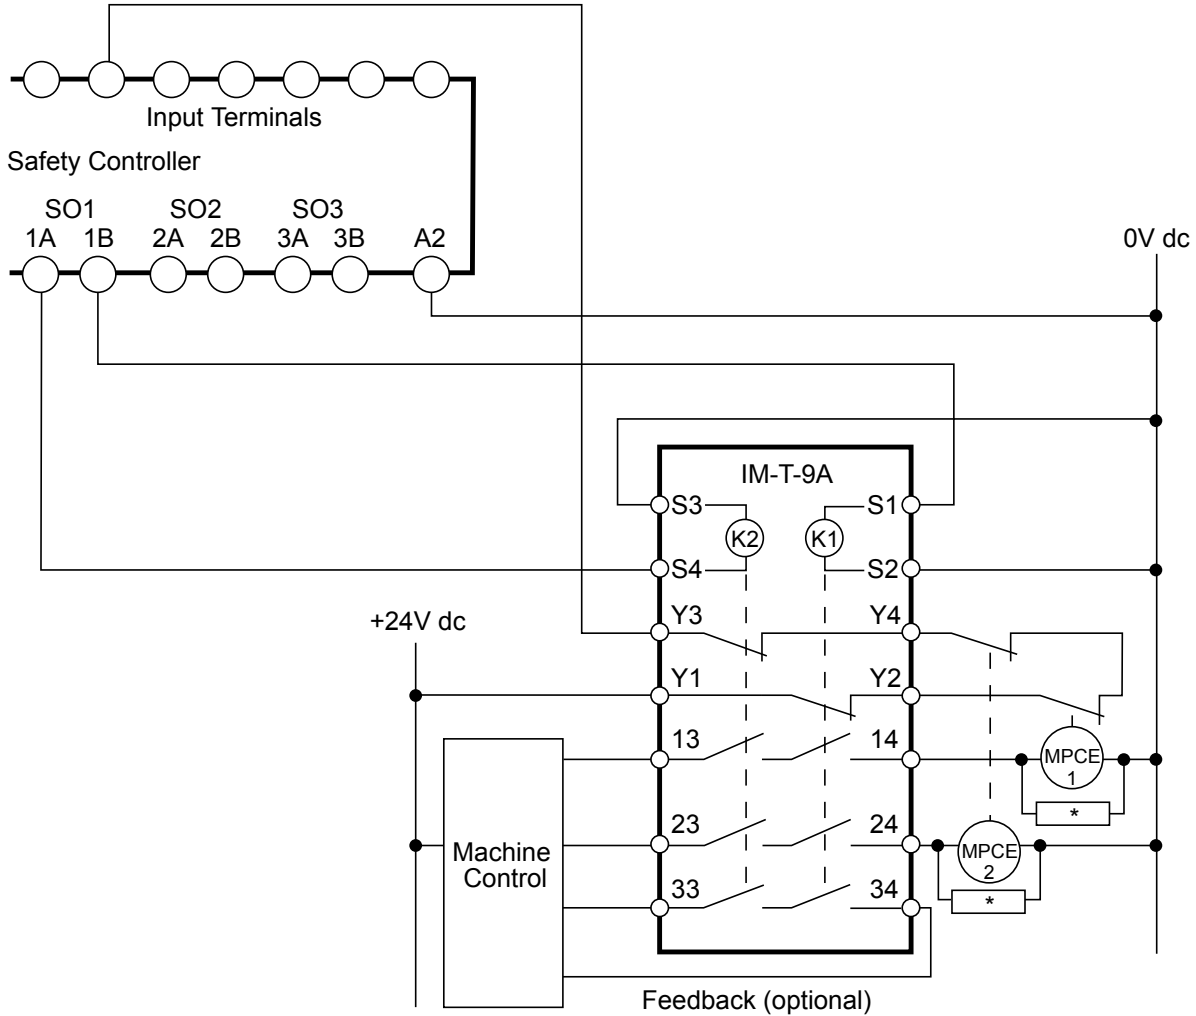 Input Terminals
Safety Controller
SO1 SO2 SO3
1A 1B 2A 2B 3A 3B A2
0V dc
IM-T-9A
S3 S1
K2 K1
S4 S2
+24V dc
Y3 Y4
Y1 Y2
13 14
MPCE
1
*
23 24
Machine
Control
MPCE
2
33 34
*
Feedback (optional)